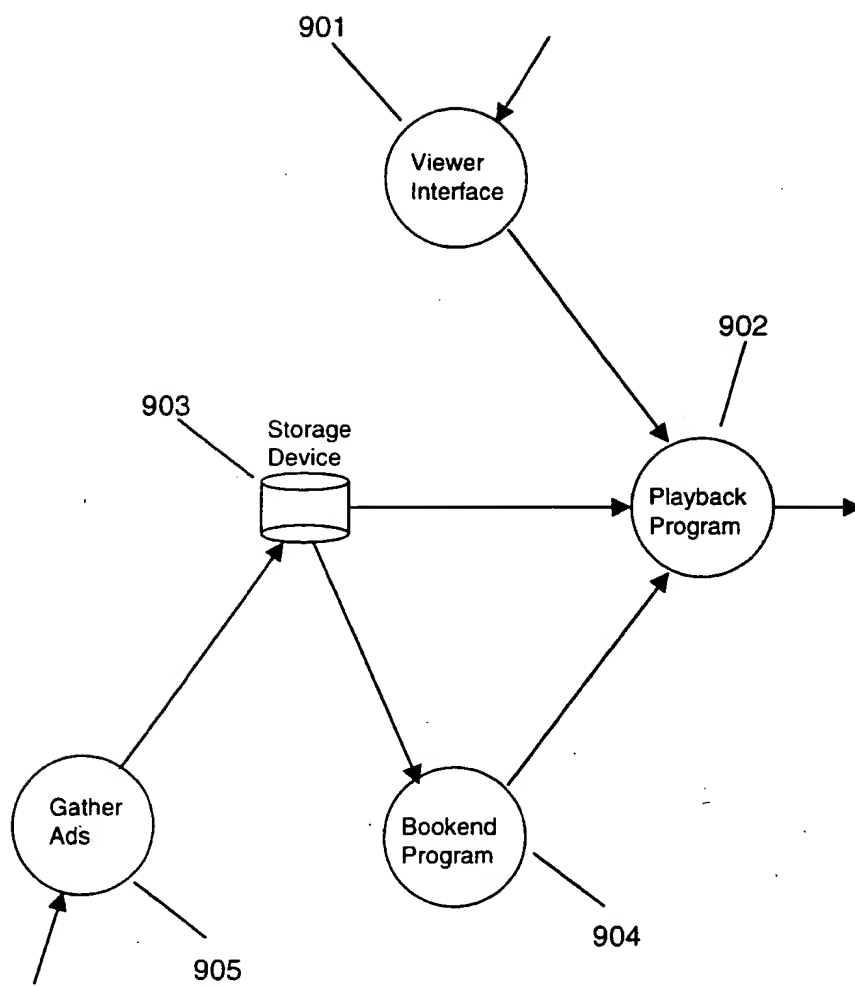 901
Viewer
Interface
902
903
Storage
Device
Playback
Program
Gather
Ads
Bookend
Program
904
905